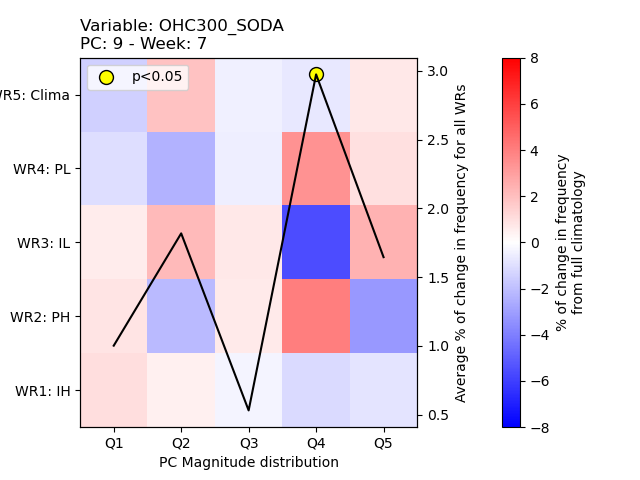 Variable: OHC300_SODA
PC: 9 - Week: 7
p<0.05
WR5: Clima
WR4: PL
WR3: IL
WR2: PH
WR1: IH
Q1 Q2 Q3 Q4 Q5
PC Magnitude distribution
3.0
2.5
2.0
1.5
1.0
0.5
Average % of change in frequency for all WRs
8
6
4
2
0
−2
−4
−6
−8
% of change in frequency
from full climatology